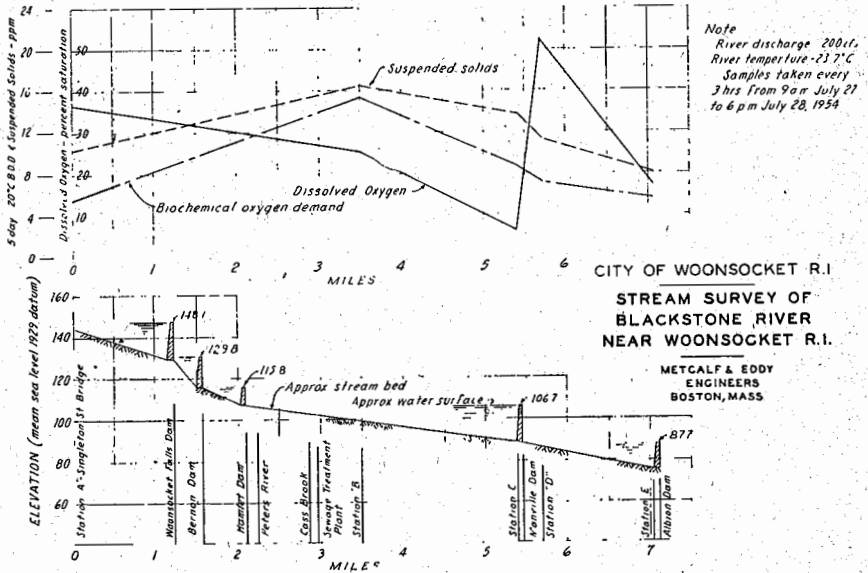 24
20
16
12
8
4
0
5 day 20°C B.O.D & Suspended Solids - ppm
50
40
30
20
10
Dissolved Oxygen - percent saturation
Suspended solids
Dissolved Oxygen
Biochemical oxygen demand
Note
River discharge 200
River temperture - 23.7°C
Samples taken every
3 hrs from 9am July 27
to 6 pm July 28, 1954
0 1 2 3 4 5 6 7
MILES
CITY OF WOONSOCKET R.I
STREAM SURVEY OF
BLACKSTONE RIVER
NEAR WOONSOCKET R.I.
METCALF & EDDY
ENGINEERS
BOSTON, MASS
160
140
120
100
80
60
ELEVATION (mean sea level 1929 datum)
148.1
129.8
115.8
106.7
87.7
Approx stream bed
Approx water surface
Station "A" Singleton St Bridge
Woonsocket Falls Dam
Bernon Dam
Hamlet Dam
Peters River
Cass Brook
Sewage Treatment
Plant
Station "B"
Station C
Manville Dam
Station "D"
Station E
Albion Dam
0 1 2 3 4 5 6 7
MILES